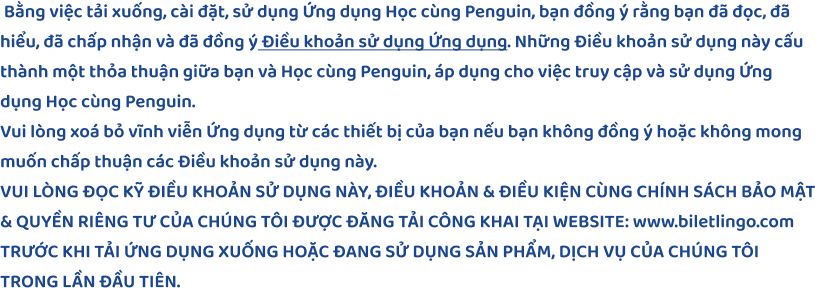 Bằng việc tải xuống, cài đặt, sử dụng Ứng dụng Học cùng Penguin, bạn đồng ý rằng bạn đã đọc, đã
hiểu, đã chấp nhận và đã đồng ý Điều khoản sử dụng Ứng dụng. Những Điều khoản sử dụng này cấu
thành một thỏa thuận giữa bạn và Học cùng Penguin, áp dụng cho việc truy cập và sử dụng Ứng
dụng Học cùng Penguin.
Vui lòng xoá bỏ vĩnh viễn Ứng dụng từ các thiết bị của bạn nếu bạn không đồng ý hoặc không mong
muốn chấp thuận các Điều khoản sử dụng này.
VUI LÒNG ĐỌC KỸ ĐIỀU KHOẢN SỬ DỤNG NÀY, ĐIỀU KHOẢN & ĐIỀU KIỆN CÙNG CHÍNH SÁCH BẢO MẬT
& QUYỀN RIÊNG TƯ CỦA CHÚNG TÔI ĐƯỢC ĐĂNG TẢI CÔNG KHAI TẠI WEBSITE: www.biletlingo.com
TRƯỚC KHI TẢI ỨNG DỤNG XUỐNG HOẶC ĐANG SỬ DỤNG SẢN PHẨM, DỊCH VỤ CỦA CHÚNG TÔI
TRONG LẦN ĐẦU TIÊN.